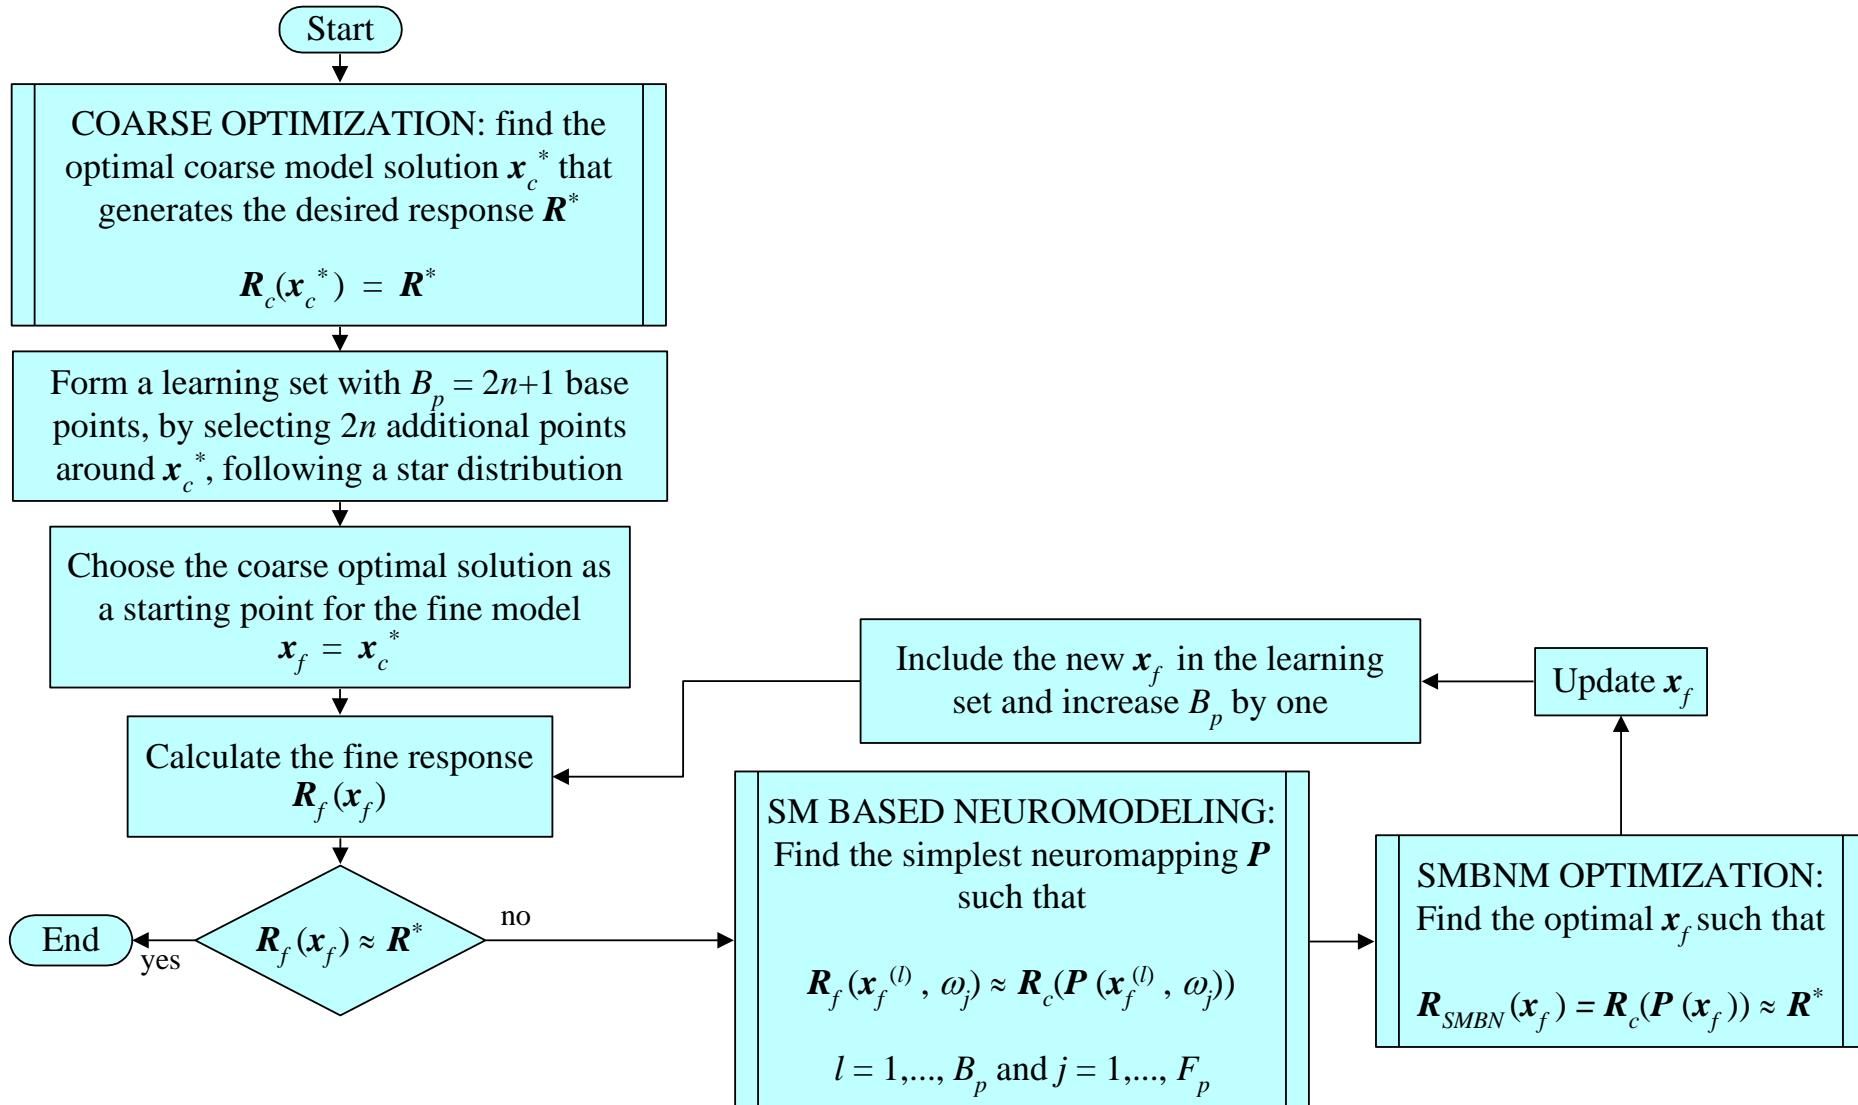 Start
COARSE OPTIMIZATION: find the
optimal coarse model solution x_c^* that
generates the desired response R^*
R_c(x_c^*) = R^*
Form a learning set with B_p = 2n+1 base
points, by selecting 2n additional points
around x_c^*, following a star distribution
Choose the coarse optimal solution as
a starting point for the fine model
x_f = x_c^*
Calculate the fine response
R_f(x_f)
R_f(x_f) ≈ R^*
yes
End
no
SM BASED NEUROMODELING:
Find the simplest neuromapping P
such that
R_f(x_f^(l), ω_j) ≈ R_c(P(x_f^(l), ω_j))
l = 1,..., B_p and j = 1,..., F_p
SMBNM OPTIMIZATION:
Find the optimal x_f such that
R_SMBN(x_f) = R_c(P(x_f)) ≈ R^*
Update x_f
Include the new x_f in the learning
set and increase B_p by one